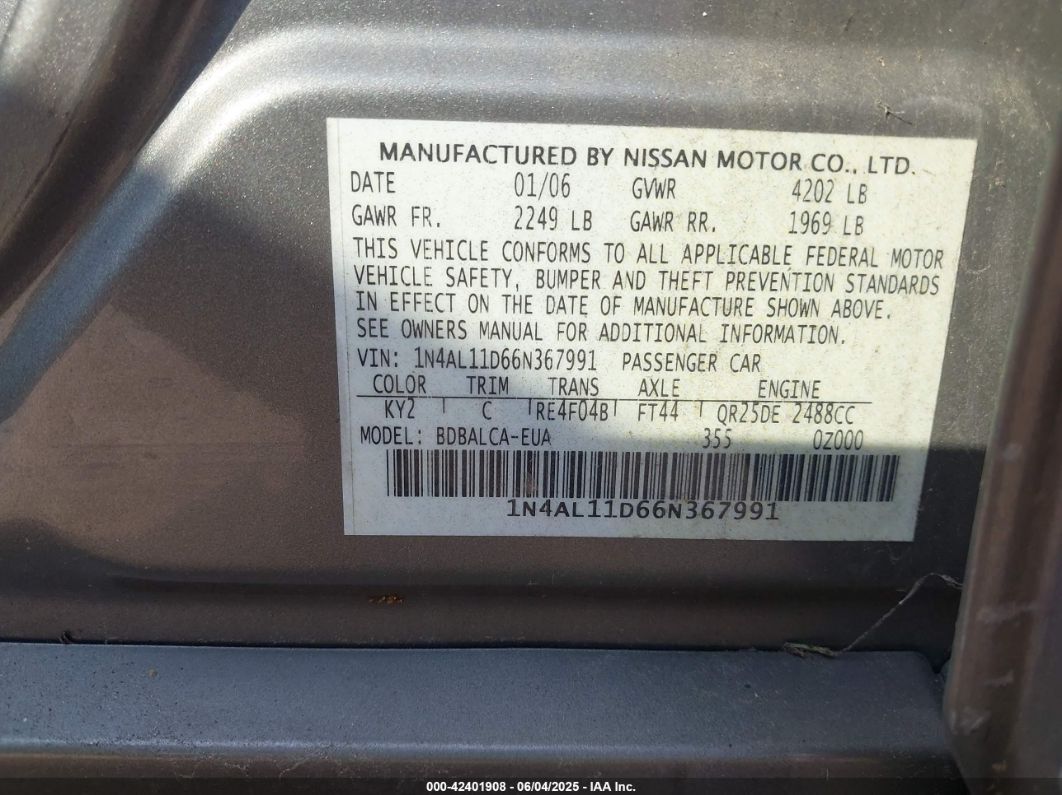 MANUFACTURED BY NISSAN MOTOR CO., LTD.
DATE 01/06 GVWR 4202 LB
GAWR FR. 2249 LB GAWR RR. 1969 LB
THIS VEHICLE CONFORMS TO ALL APPLICABLE FEDERAL MOTOR
VEHICLE SAFETY, BUMPER AND THEFT PREVENTION STANDARDS
IN EFFECT ON THE DATE OF MANUFACTURE SHOWN ABOVE.
SEE OWNERS MANUAL FOR ADDITIONAL INFORMATION.
VIN: 1N4AL11D66N367991 PASSENGER CAR
COLOR TRIM TRANS AXLE ENGINE
KY2 C RE4F04B FT44 QR25DE 2488CC
MODEL: BDBALCA-EUA 355 0Z000
1N4AL11D66N367991
000-42401908 - 06/04/2025 - IAA Inc.